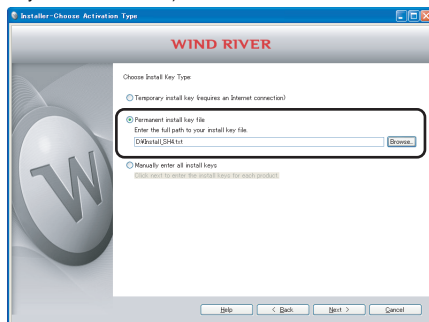 Installer-Choose Activation Type
WIND RIVER
Choose Install Key Type:
Temporary install key (requires an Internet connection)
Permanent install key file
Enter the full path to your install key file.
D:¥Install_SH4.txt
Browse..
Manually enter all install keys
Click next to enter the install keys for each product.
Help
< Back
Next >
Cancel